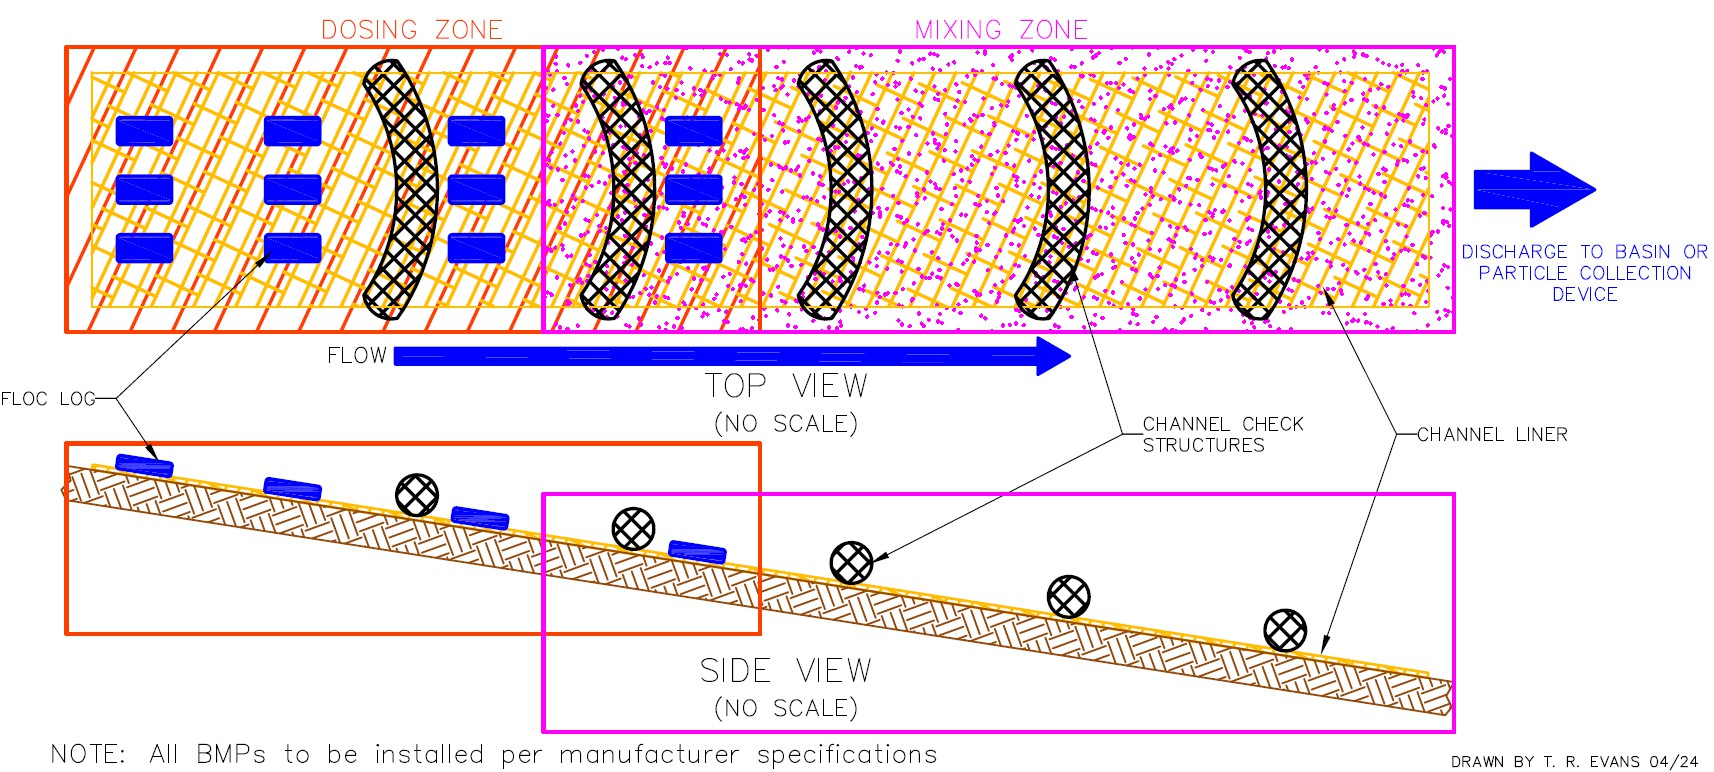 DOSING ZONE
MIXING ZONE
DISCHARGE TO BASIN OR
PARTICLE COLLECTION
DEVICE
FLOW
TOP VIEW
(NO SCALE)
FLOC LOG
CHANNEL CHECK
STRUCTURES
CHANNEL LINER
SIDE VIEW
(NO SCALE)
NOTE: All BMPs to be installed per manufacturer specifications
DRAWN BY T. R. EVANS 04/24